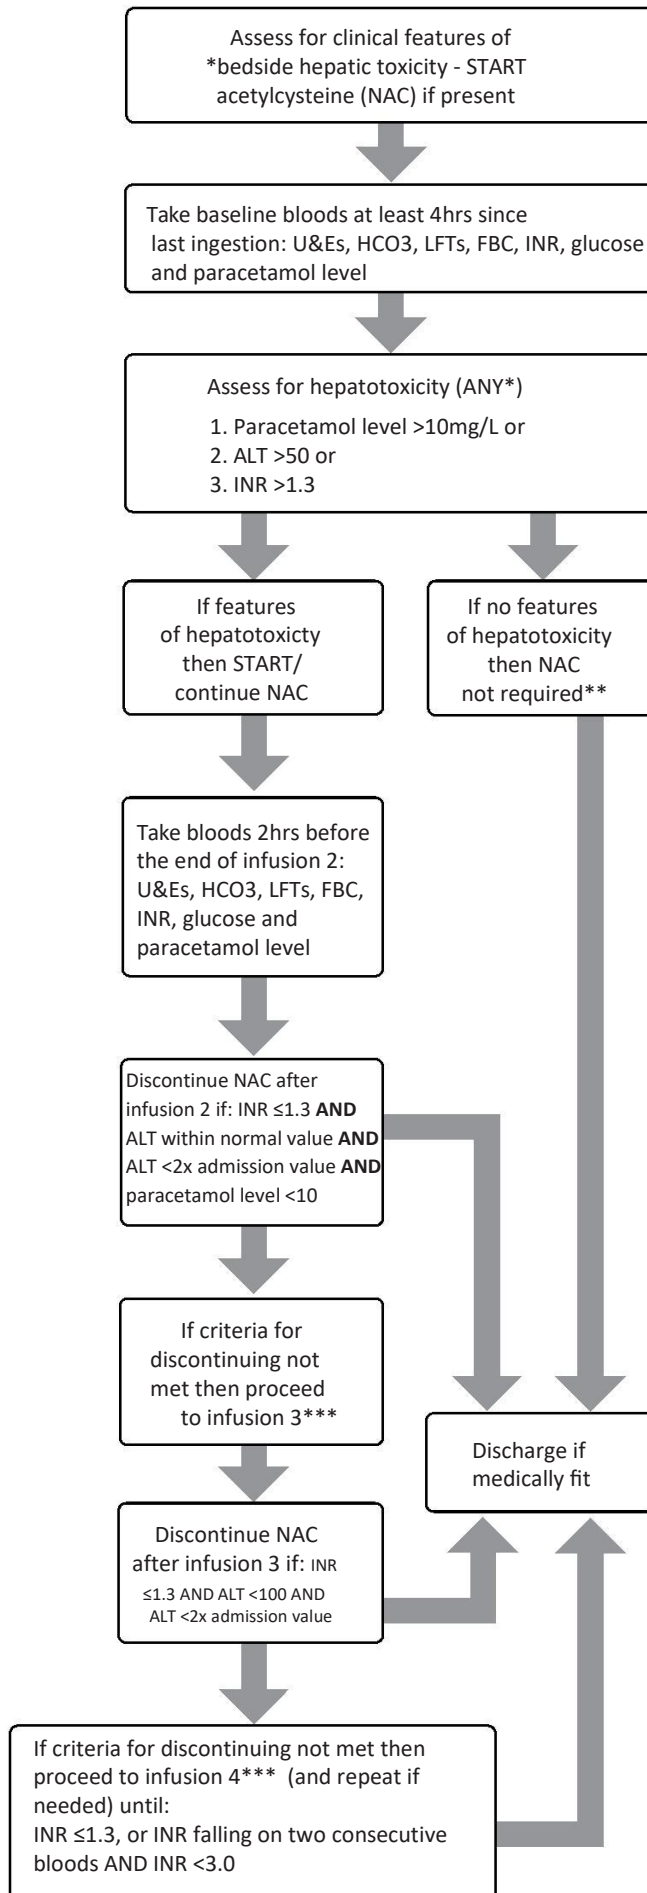 Assess for clinical features of
*bedside hepatic toxicity - START
acetylcysteine (NAC) if present
Take baseline bloods at least 4hrs since
last ingestion: U&Es, HCO3, LFTs, FBC, INR, glucose
and paracetamol level
Assess for hepatotoxicity (ANY*)
1. Paracetamol level >10mg/L or
2. ALT >50 or
3. INR >1.3
If features
of hepatotoxicty
then START/
continue NAC
If no features
of hepatotoxicity
then NAC
not required**
Take bloods 2hrs before
the end of infusion 2:
U&Es, HCO3, LFTs, FBC,
INR, glucose and
paracetamol level
Discontinue NAC after
infusion 2 if: INR ≤1.3 AND
ALT within normal value AND
ALT <2x admission value AND
paracetamol level <10
If criteria for
discontinuing not
met then proceed
to infusion 3***
Discharge if
medically fit
Discontinue NAC
after infusion 3 if: INR
≤1.3 AND ALT <100 AND
ALT <2x admission value
If criteria for discontinuing not met then
proceed to infusion 4*** (and repeat if
needed) until:
INR ≤1.3, or INR falling on two consecutive
bloods AND INR <3.0